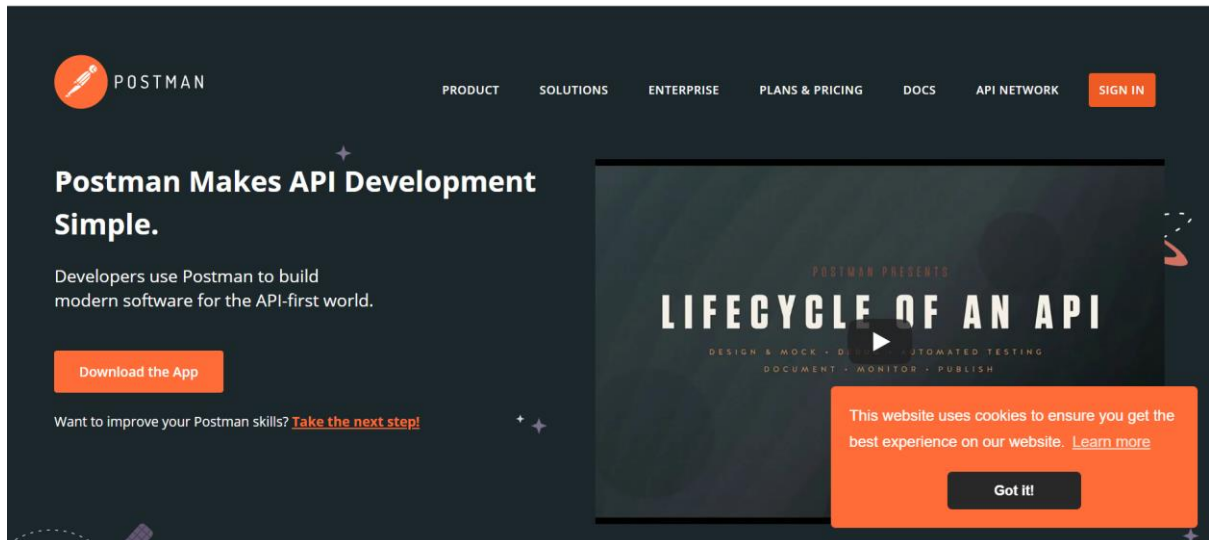 POSTMAN
PRODUCT SOLUTIONS ENTERPRISE PLANS & PRICING DOCS API NETWORK SIGN IN
Postman Makes API Development
Simple.
Developers use Postman to build
modern software for the API-first world.
Download the App
Want to improve your Postman skills? Take the next step!
POSTMAN PRESENTS
LIFECYCLE OF AN API
DESIGN & MOCK • • AUTOMATED TESTING
DOCUMENT • MONITOR • PUBLISH
This website uses cookies to ensure you get the
best experience on our website. Learn more
Got it!